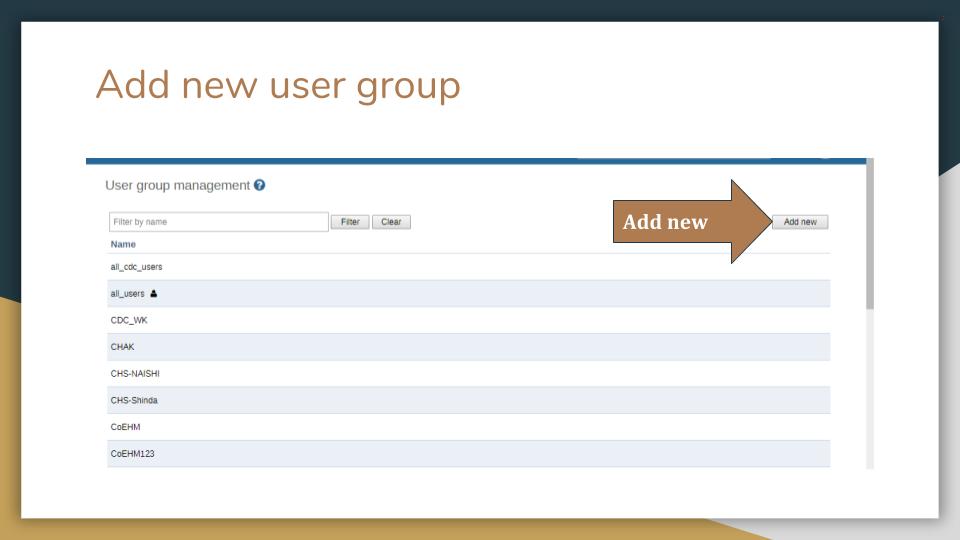 Add new user group
User group management ?
Filter by name Filter Clear Add new Add new
Name
all_cdc_users
all_users
CDC_WK
CHAK
CHS-NAISHI
CHS-Shinda
CoEHM
CoEHM123